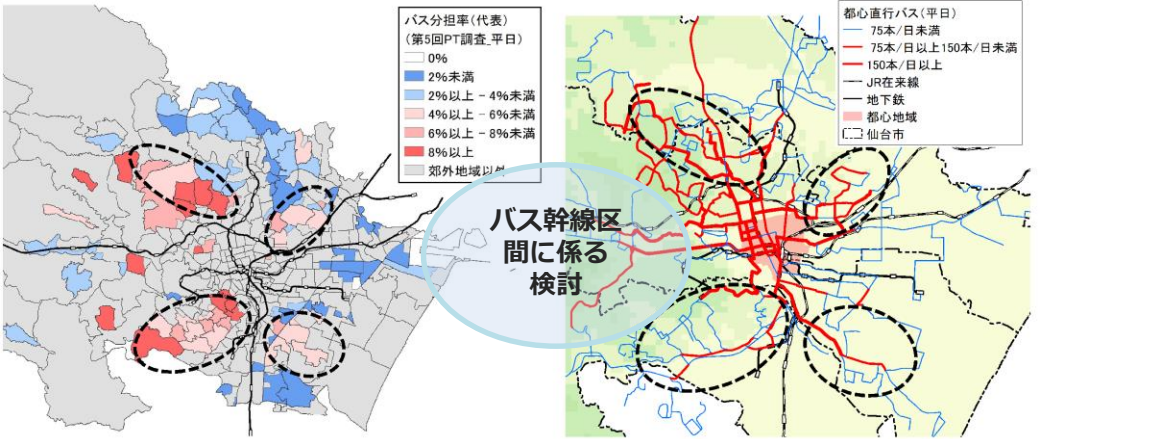 バス分担率(代表)
(第5回PT調査_平日)
0%
2%未満
2%以上－4%未満
4%以上－6%未満
6%以上－8%未満
8%以上
郊外地域以外
バス幹線区
間に係る
検討
都心直行バス(平日)
75本/日未満
75本/日以上150本/日未満
150本/日以上
JR在来線
地下鉄
都心地域
仙台市